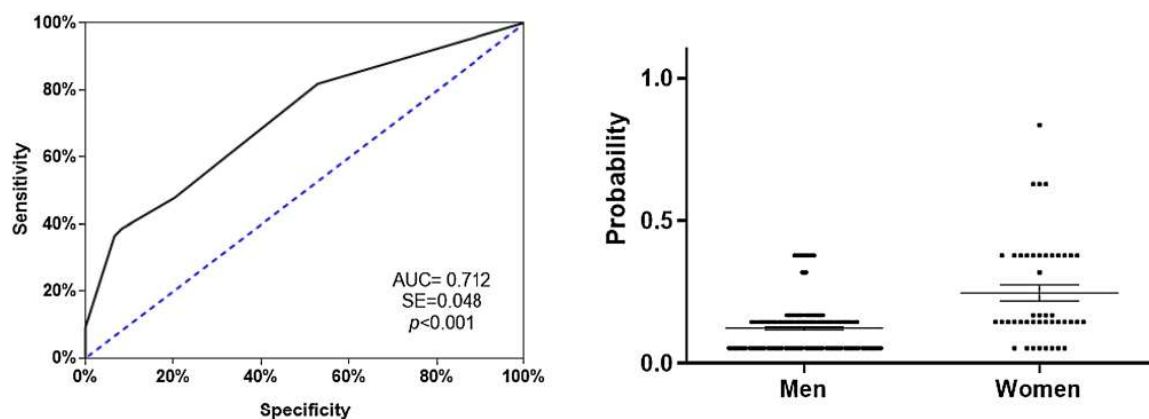 100%
80%
60%
40%
20%
0%
Sensitivity
AUC= 0.712
SE=0.048
p<0.001
0% 20% 40% 60% 80% 100%
Specificity
1.0
0.5
0.0
Probability
Men Women